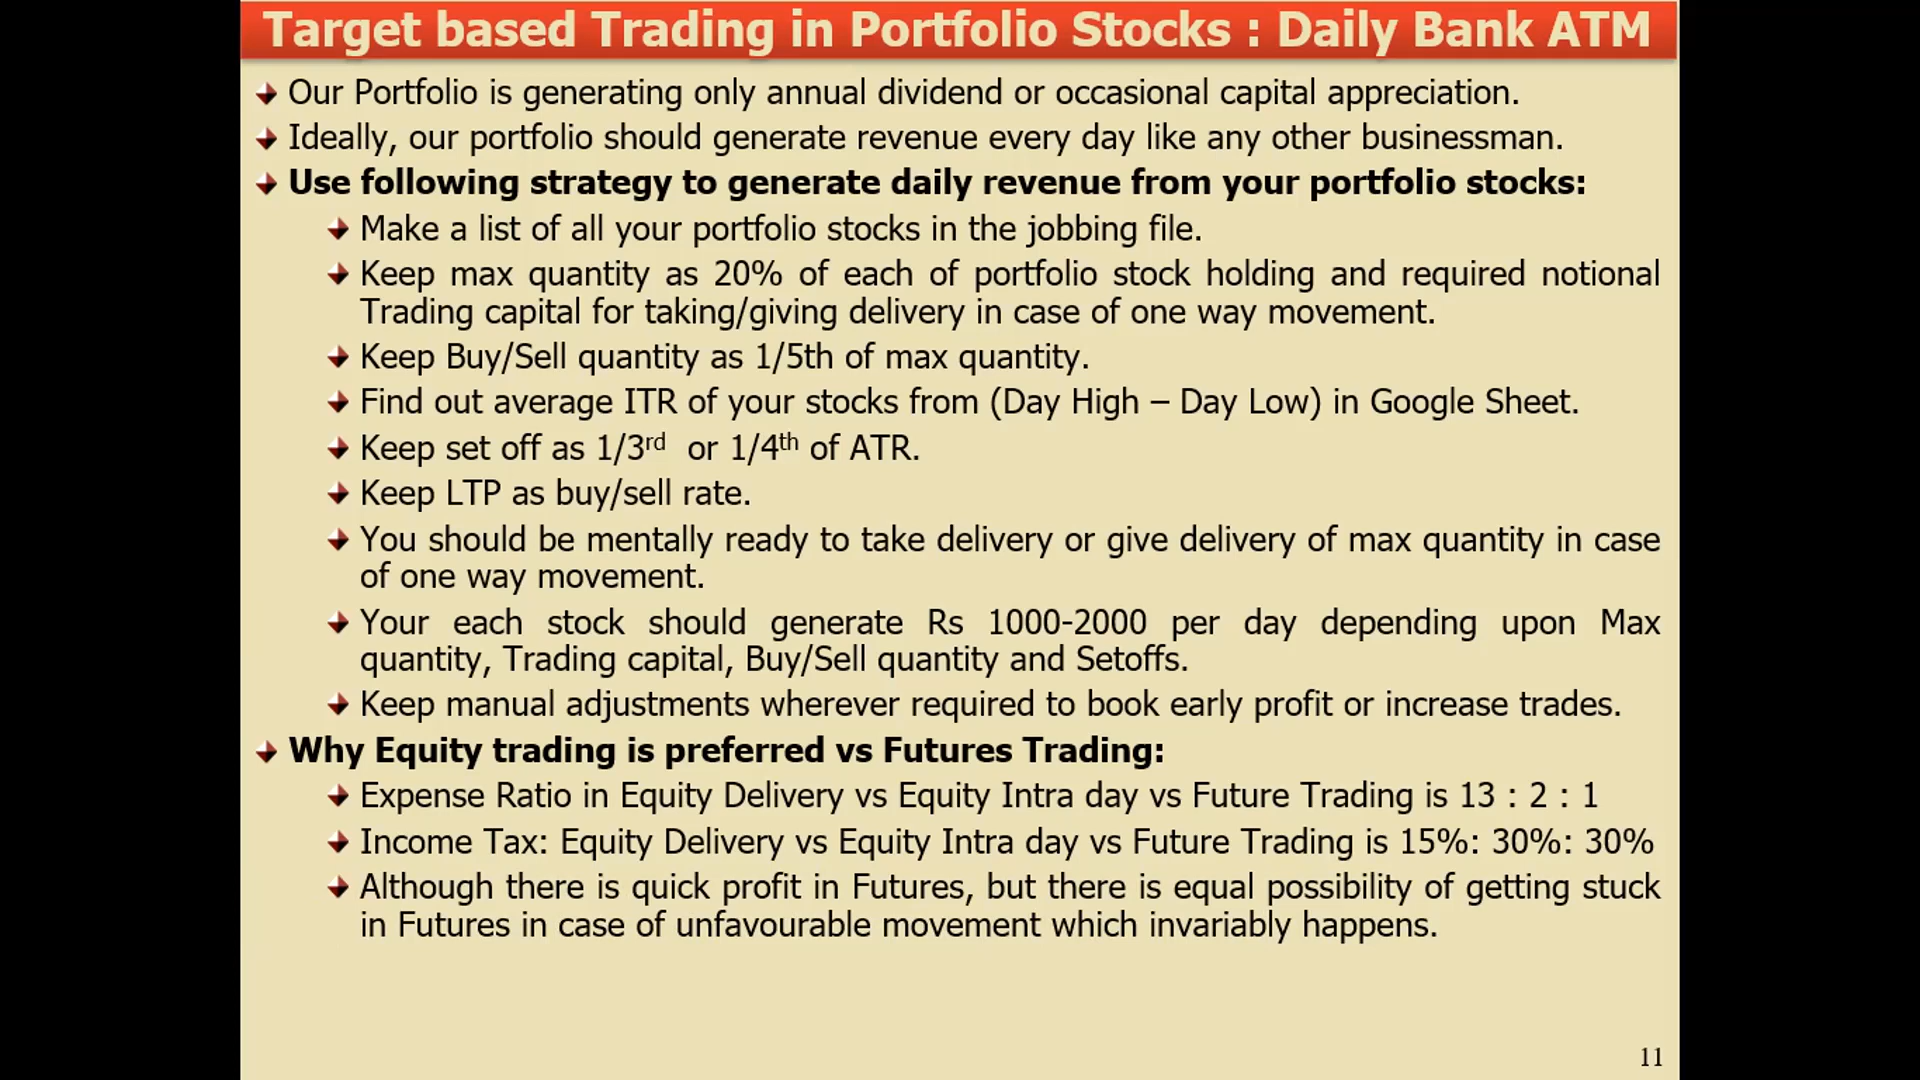 Target based Trading in Portfolio Stocks : Daily Bank ATM
Our Portfolio is generating only annual dividend or occasional capital appreciation.
Ideally, our portfolio should generate revenue every day like any other businessman.
Use following strategy to generate daily revenue from your portfolio stocks:
Make a list of all your portfolio stocks in the jobbing file.
Keep max quantity as 20% of each of portfolio stock holding and required notional
Trading capital for taking/giving delivery in case of one way movement.
Keep Buy/Sell quantity as 1/5th of max quantity.
Find out average ITR of your stocks from (Day High – Day Low) in Google Sheet.
Keep set off as 1/3rd or 1/4th of ATR.
Keep LTP as buy/sell rate.
You should be mentally ready to take delivery or give delivery of max quantity in case
of one way movement.
Your each stock should generate Rs 1000-2000 per day depending upon Max
quantity, Trading capital, Buy/Sell quantity and Setoffs.
Keep manual adjustments wherever required to book early profit or increase trades.
Why Equity trading is preferred vs Futures Trading:
Expense Ratio in Equity Delivery vs Equity Intra day vs Future Trading is 13 : 2 : 1
Income Tax: Equity Delivery vs Equity Intra day vs Future Trading is 15%: 30%: 30%
Although there is quick profit in Futures, but there is equal possibility of getting stuck
in Futures in case of unfavourable movement which invariably happens.
11